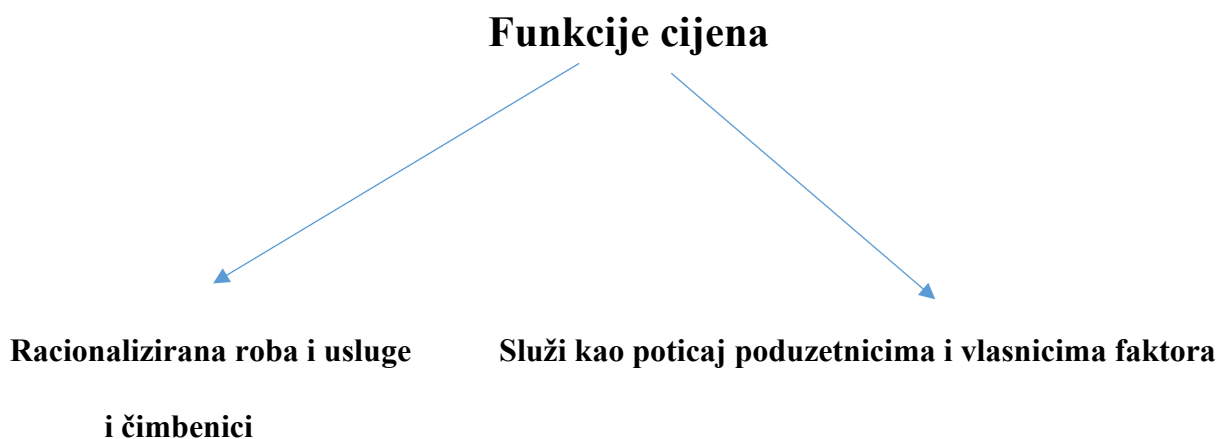 Funkcije cijena
Racionalizirana roba i usluge
i čimbenici
Služi kao poticaj poduzetnicima i vlasnicima faktora